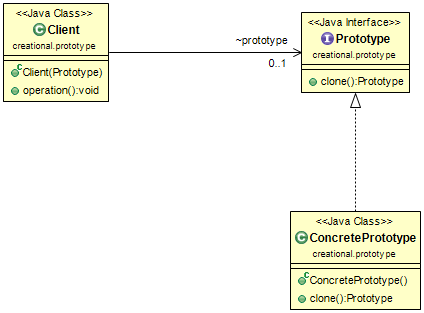 <<Java Class>>
Client
creational.prototype
Client(Prototype)
operation():void
~prototype
0..1
<<Java Interface>>
Prototype
creational.prototype
clone():Prototype
<<Java Class>>
ConcretePrototype
creational.prototype
ConcretePrototype()
clone():Prototype